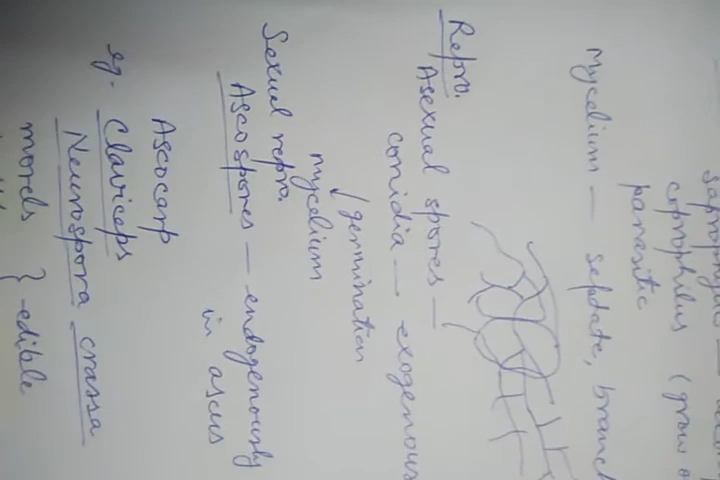 saprophytic —
coprophilus (grow
parasitic
Mycelium — septate, branch
Repro.
Asexual spores —
conidia — exogenous
↓ germination
mycelium
Sexual repro.
Ascospores — endogenously
in ascus
Ascocarp
eg. Claviceps
Neurospora crassa
morels } edible